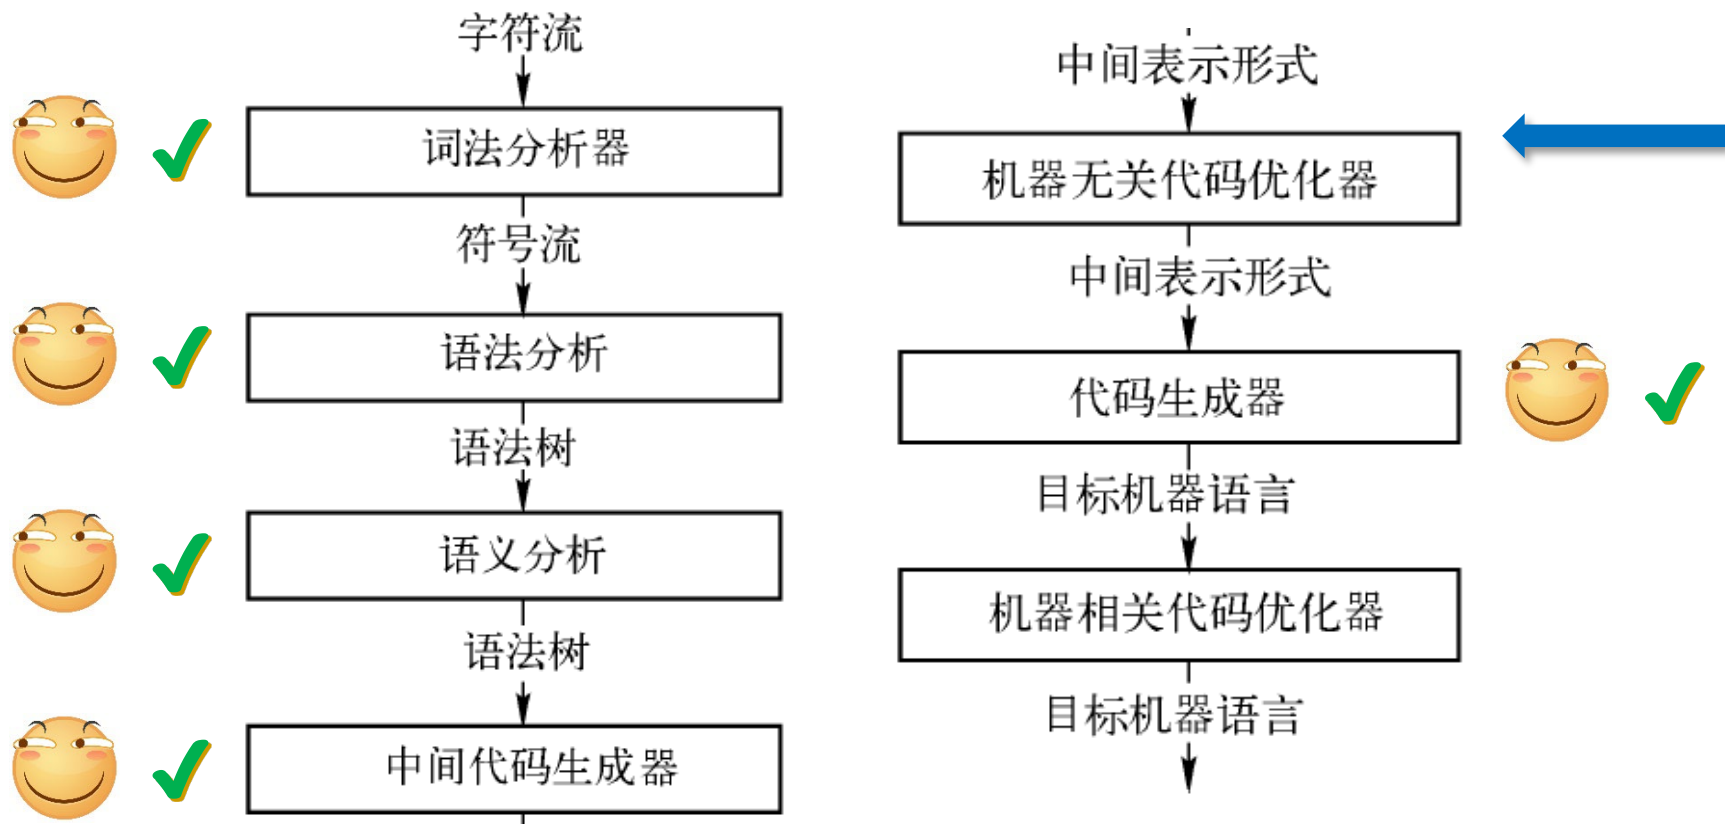 字符流
词法分析器
符号流
语法分析
语法树
语义分析
语法树
中间代码生成器
中间表示形式
机器无关代码优化器
中间表示形式
代码生成器
目标机器语言
机器相关代码优化器
目标机器语言